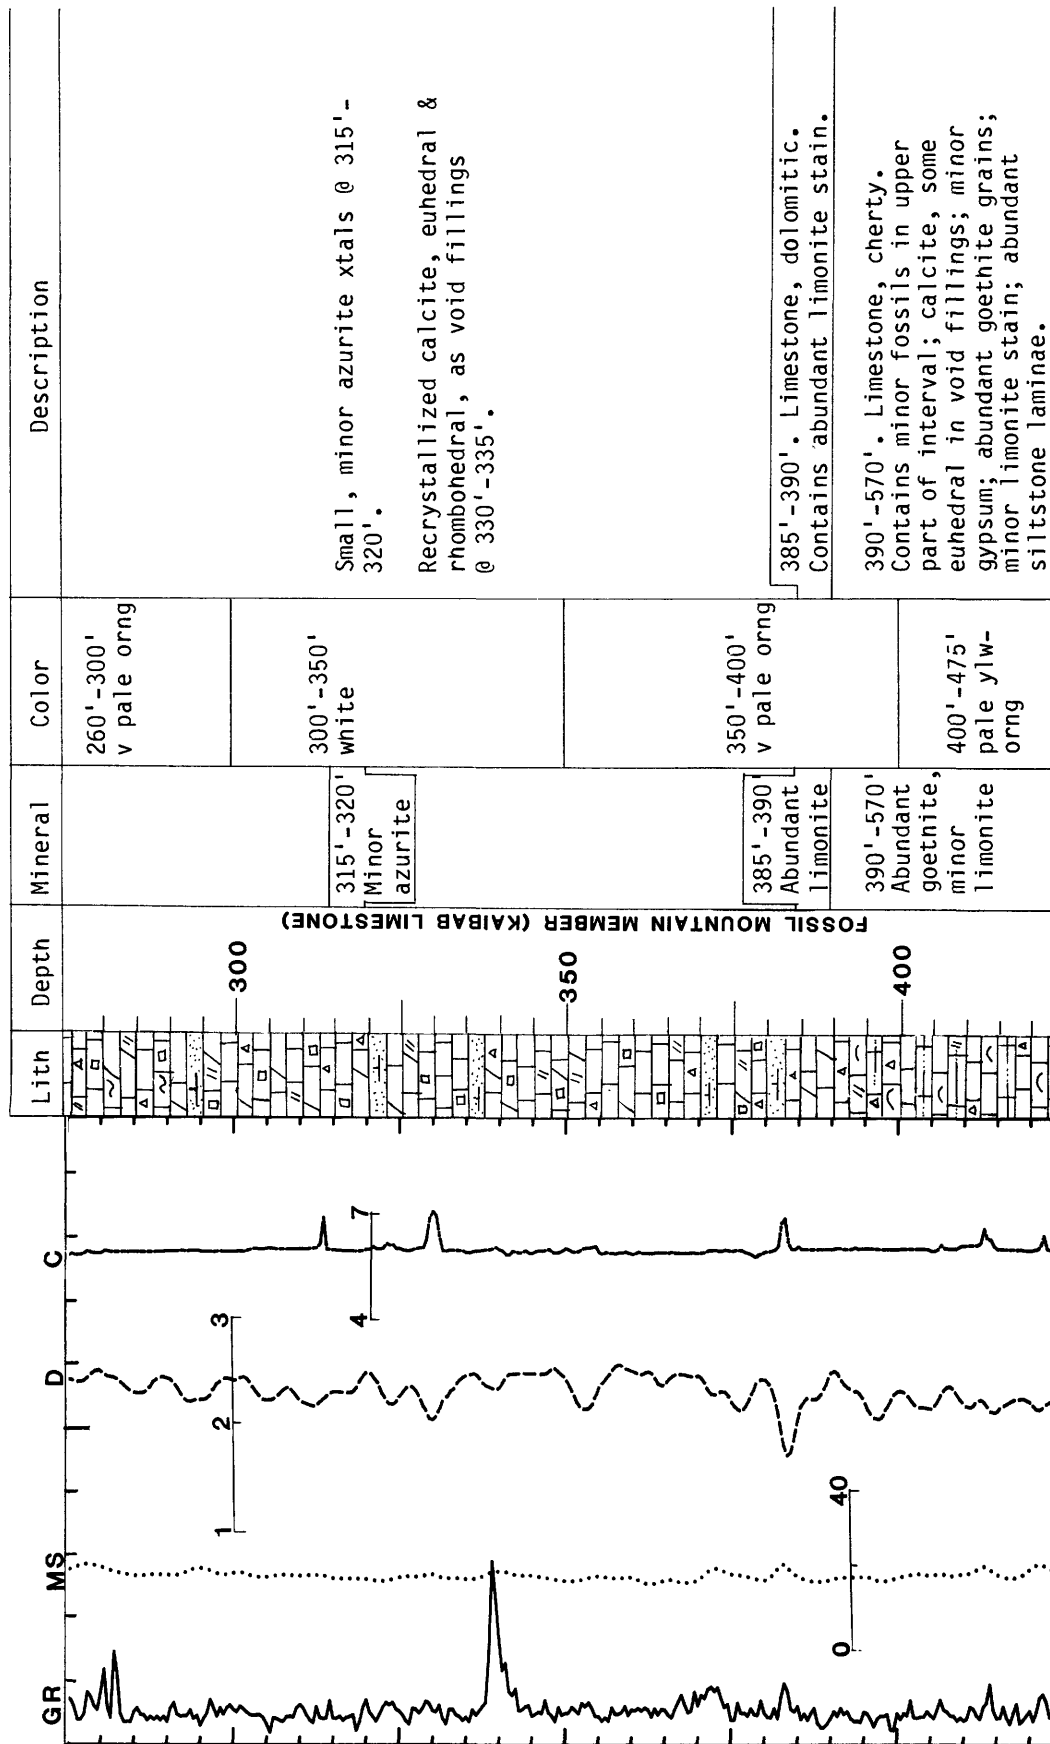 GR
MS
D
C
Lith
Depth
Mineral
Color
Description
0
40
1
2
3
4
7
300
350
400
FOSSIL MOUNTAIN MEMBER (KAIBAB LIMESTONE)
315'-320'
Minor
azurite
385'-390'
Abundant
limonite
390'-570'
Abundant
goetnite,
minor
limonite
260'-300'
v pale orng
300'-350'
white
350'-400'
v pale orng
400'-475'
pale ylw-
orng
Small, minor azurite xtals @ 315'-
320'.
Recrystallized calcite, euhedral &
rhombohedral, as void fillings
@ 330'-335'.
385'-390'. Limestone, dolomitic.
Contains abundant limonite stain.
390'-570'. Limestone, cherty.
Contains minor fossils in upper
part of interval; calcite, some
euhedral in void fillings; minor
gypsum; abundant goethite grains;
minor limonite stain; abundant
siltstone laminae.